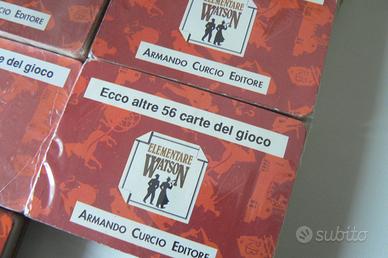 ELEMENTARE
WATSON
ARMANDO CURCIO EDITORE
e del gioco
Ecco altre 56 carte del gioco
ELEMENTARE
WATSON
ARMANDO CURCIO EDITORE
subito